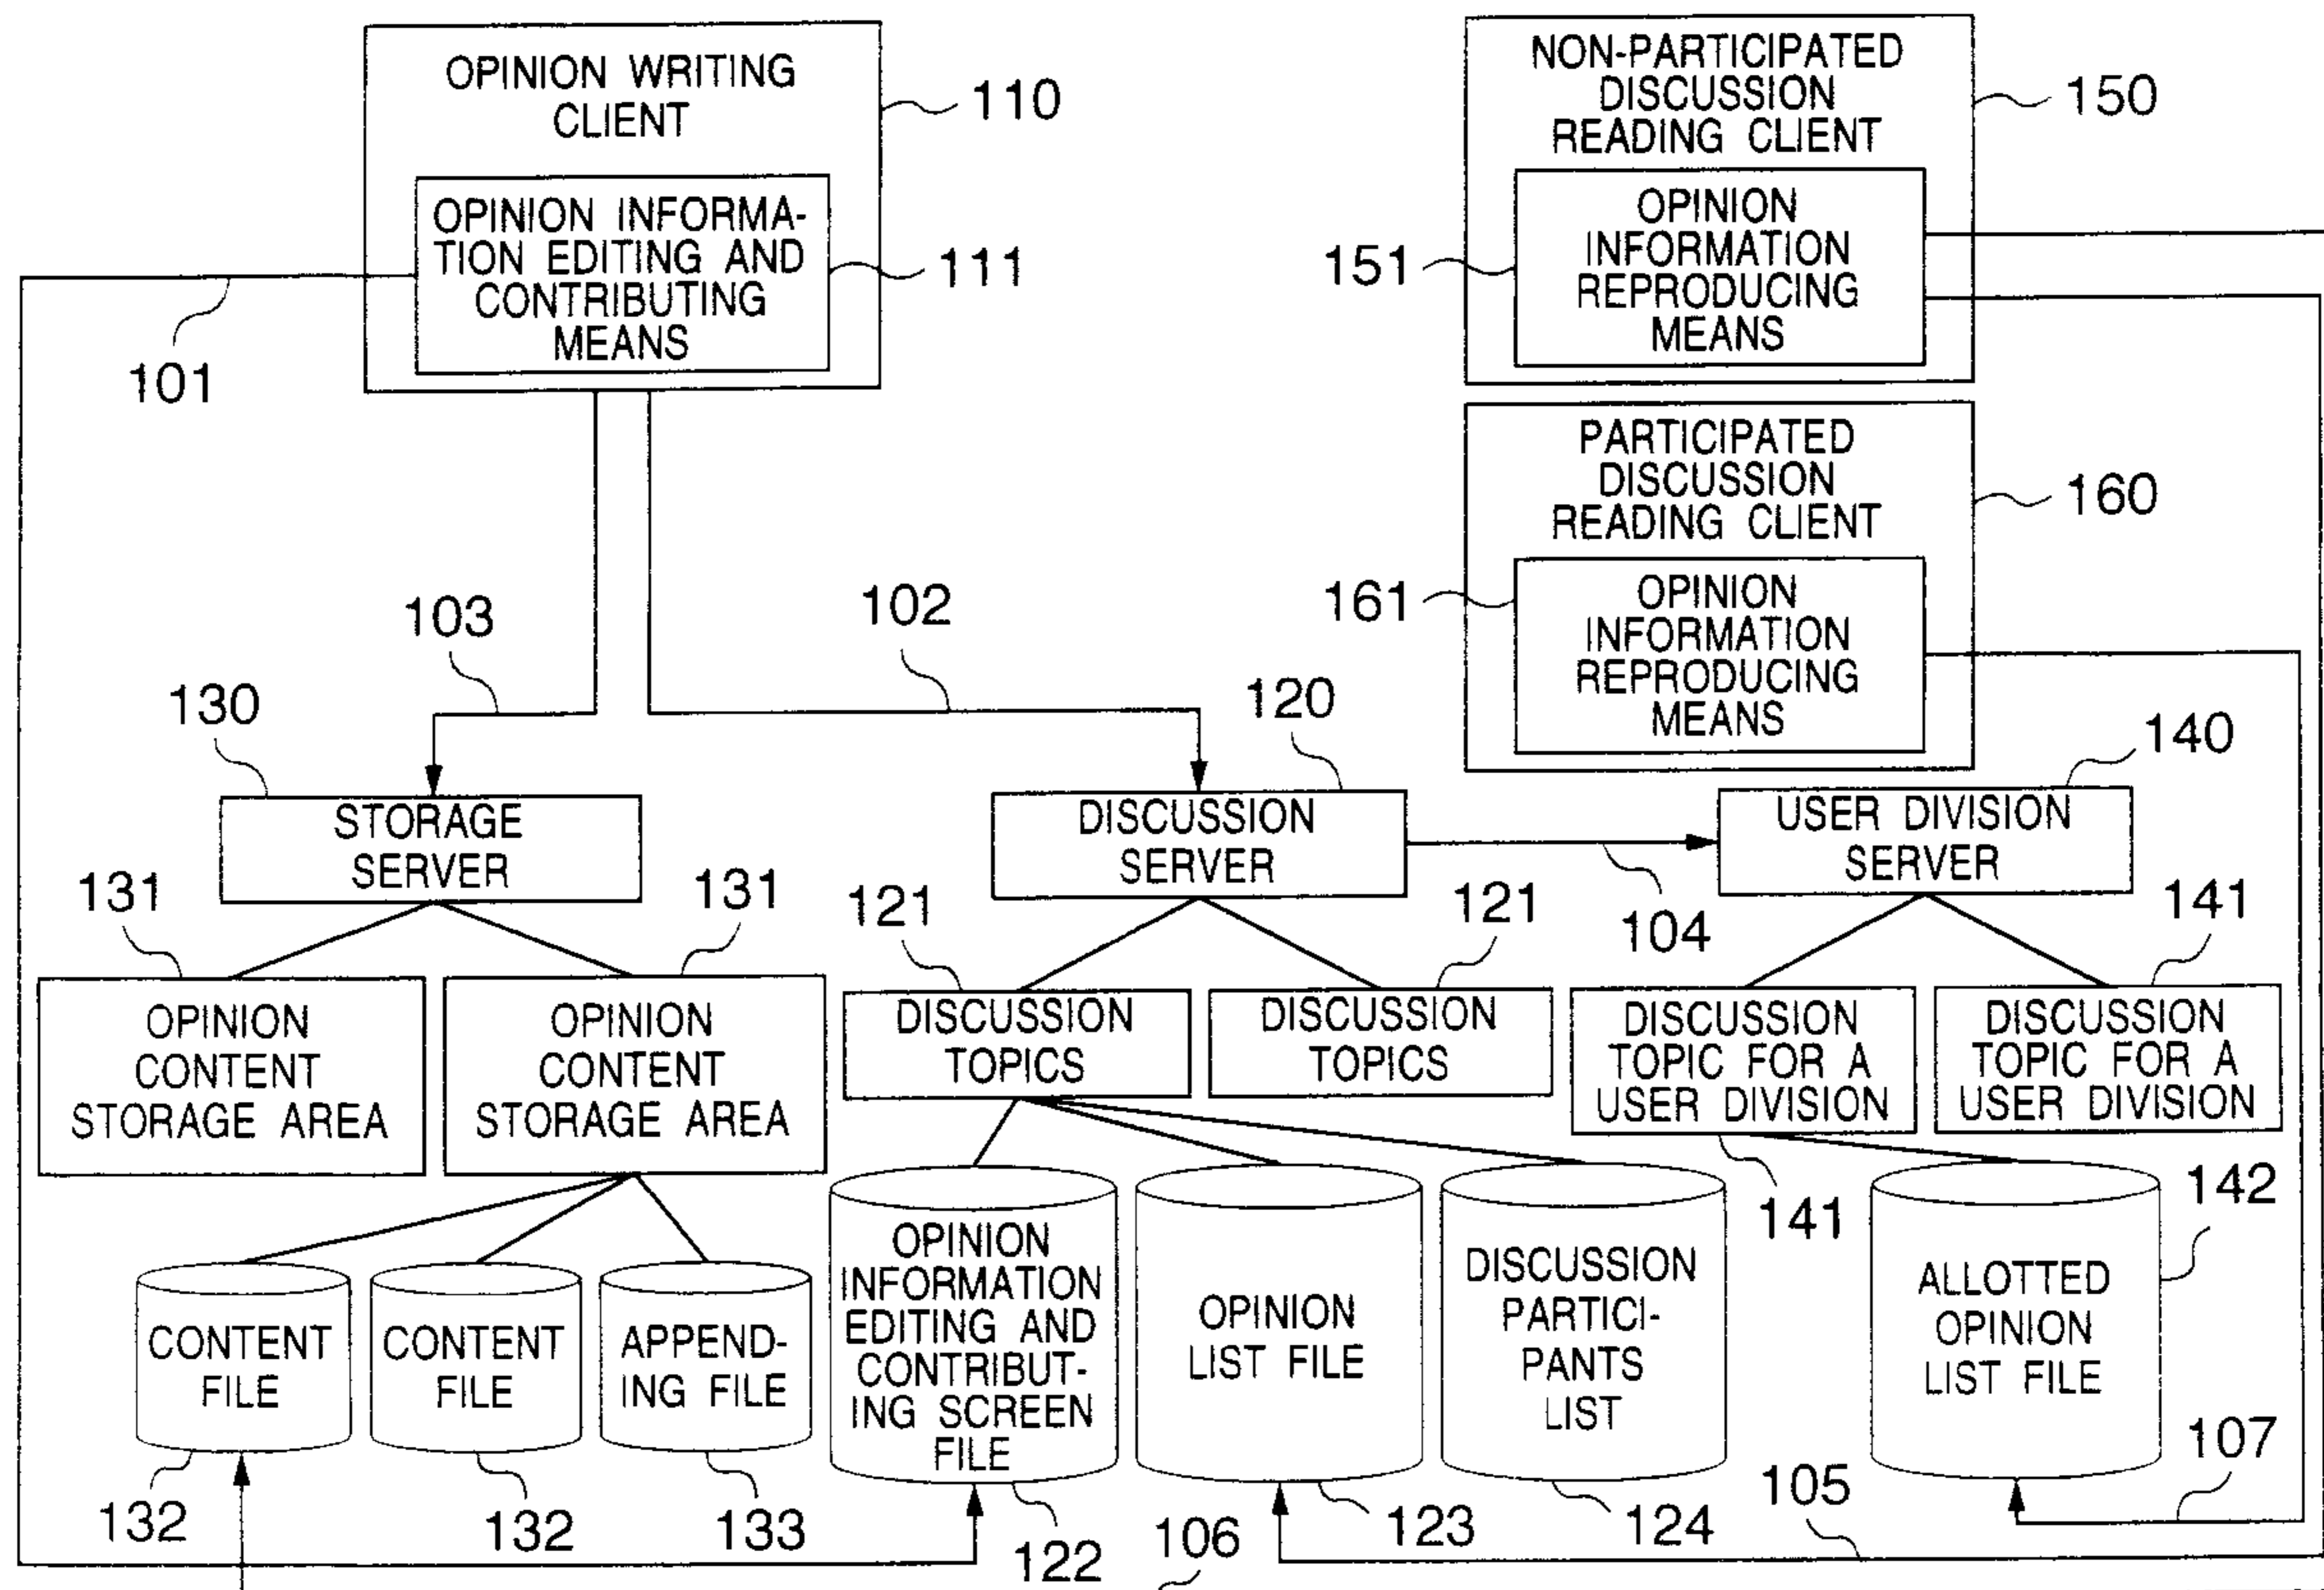 OPINION WRITING
CLIENT
110
OPINION INFORMA-
TION EDITING AND
CONTRIBUTING
MEANS
111
101
NON-PARTICIPATED
DISCUSSION
READING CLIENT
150
OPINION
INFORMATION
REPRODUCING
MEANS
151
PARTICIPATED
DISCUSSION
READING CLIENT
160
OPINION
INFORMATION
REPRODUCING
MEANS
161
103
102
130
120
140
STORAGE
SERVER
DISCUSSION
SERVER
USER DIVISION
SERVER
104
131
131
121
121
141
OPINION
CONTENT
STORAGE AREA
OPINION
CONTENT
STORAGE AREA
DISCUSSION
TOPICS
DISCUSSION
TOPICS
DISCUSSION
TOPIC FOR A
USER DIVISION
DISCUSSION
TOPIC FOR A
USER DIVISION
141
142
CONTENT
FILE
CONTENT
FILE
APPEND-
ING FILE
OPINION
INFORMATION
EDITING AND
CONTRIBUT-
ING SCREEN
FILE
OPINION
LIST FILE
DISCUSSION
PARTICI-
PANTS
LIST
ALLOTTED
OPINION
LIST FILE
132
132
133
122
106
123
124
105
107